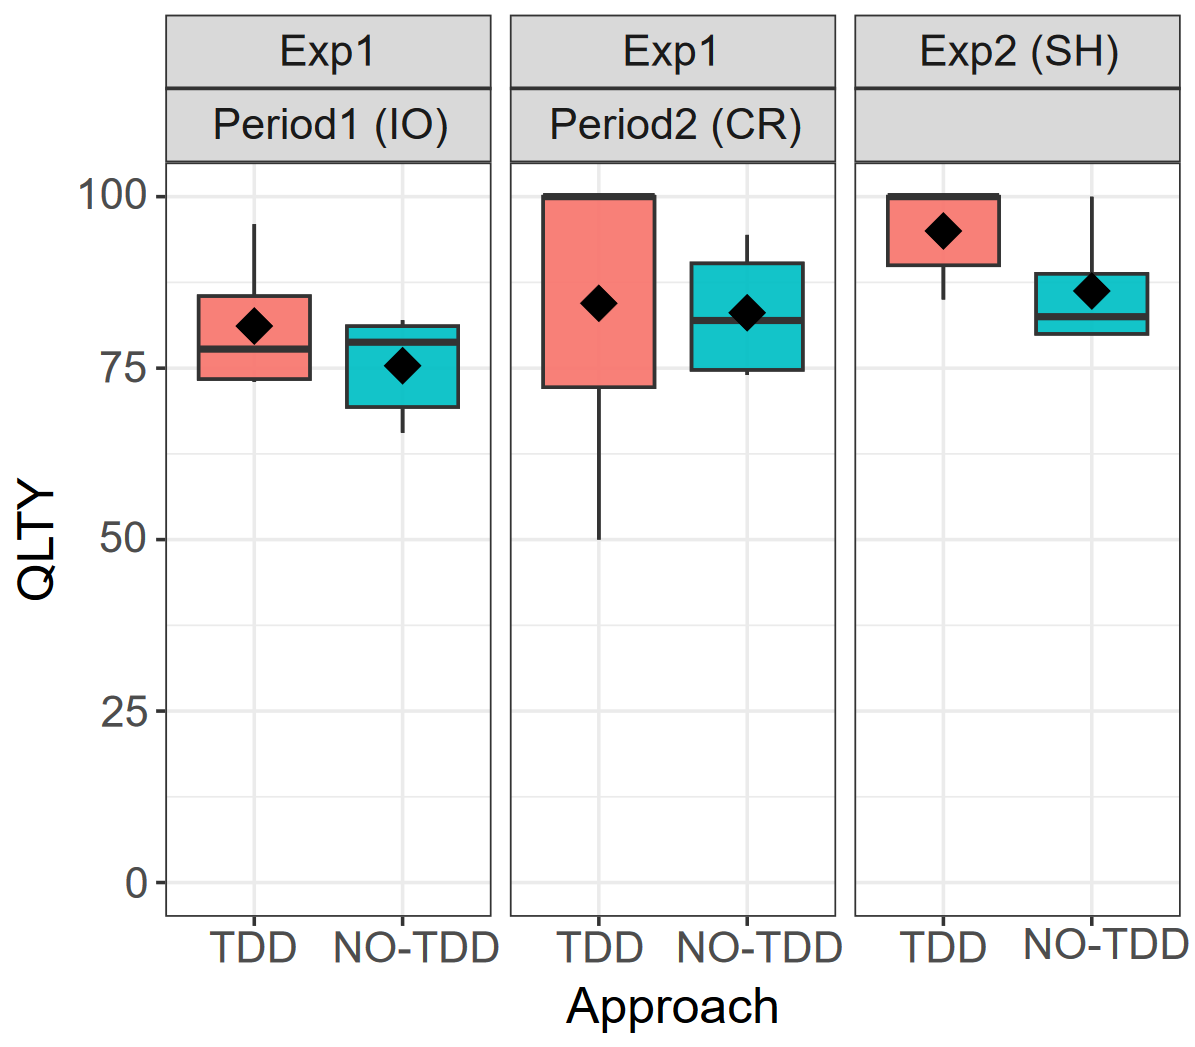 Exp1
Exp1
Exp2 (SH)
Period1 (IO)
Period2 (CR)
100
75
50
25
0
QLTY
TDD
NO-TDD
TDD
NO-TDD
TDD
NO-TDD
Approach